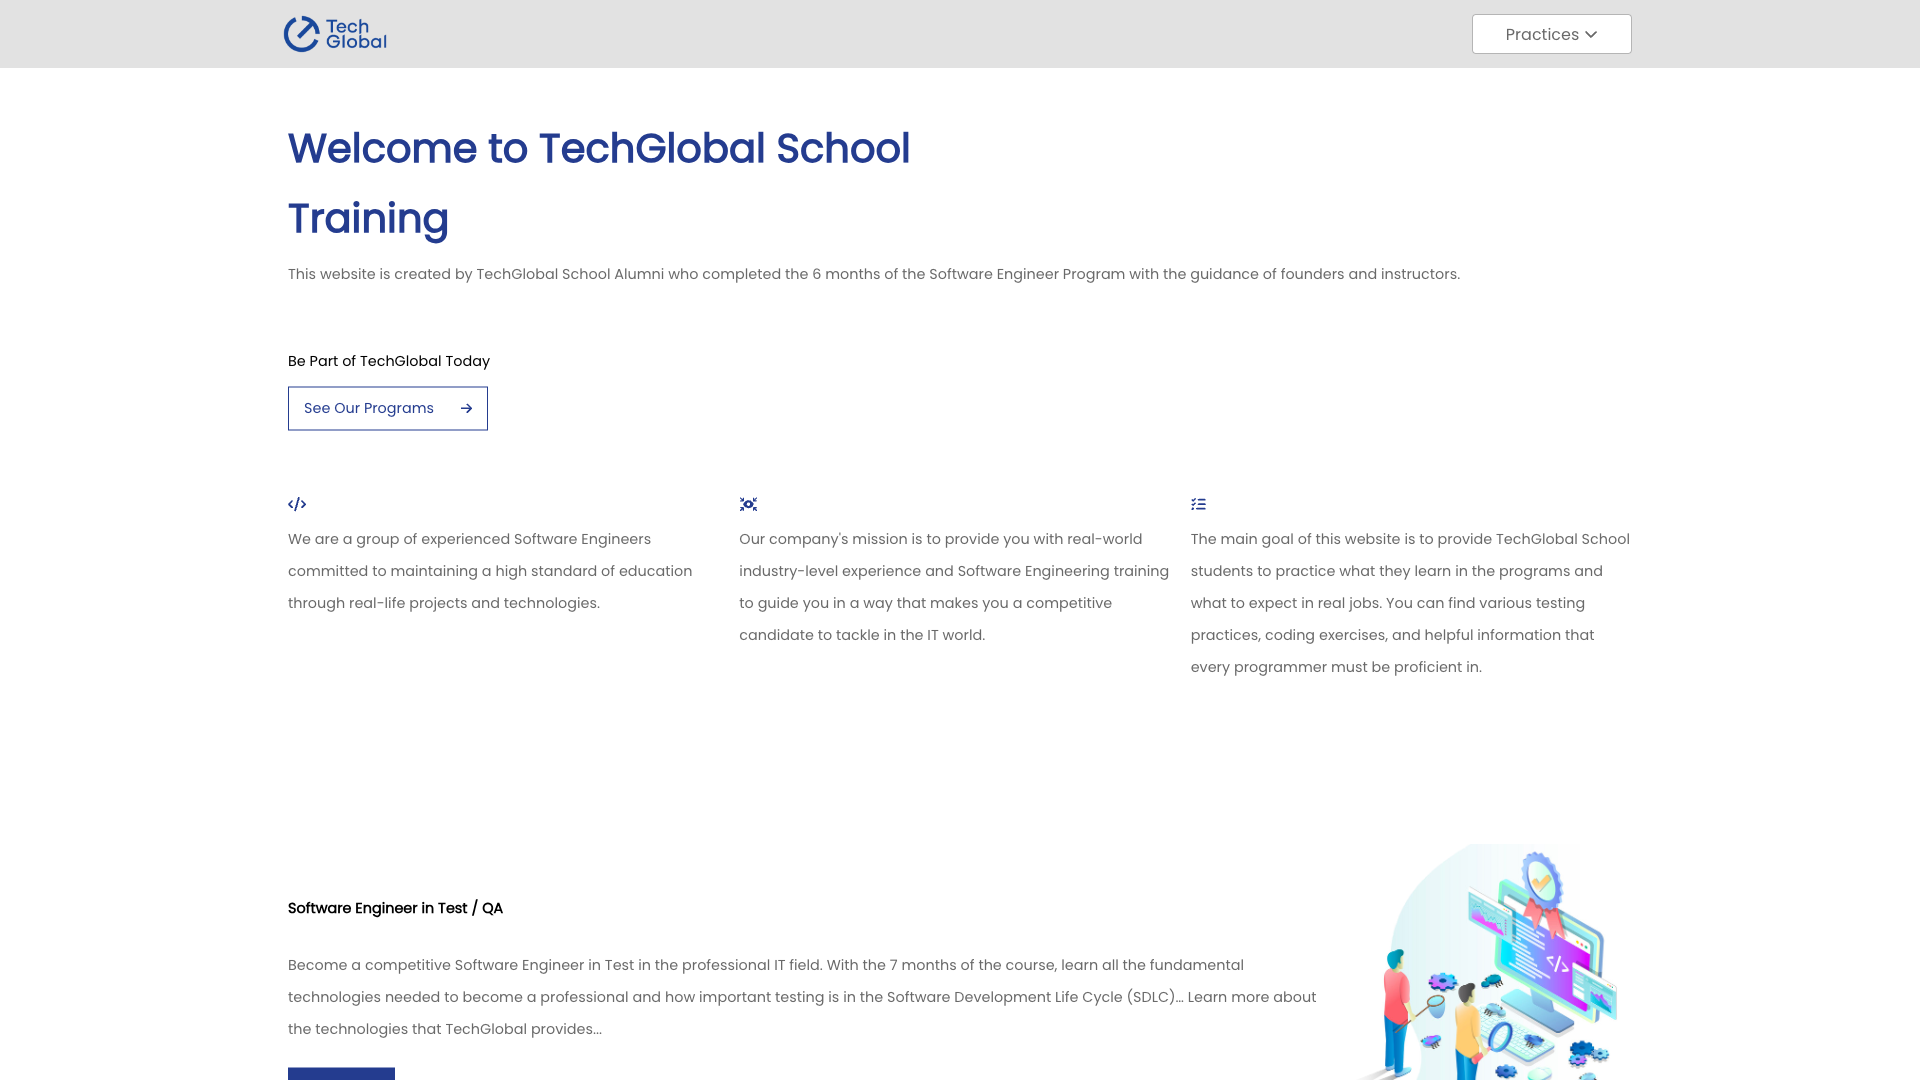 Tech
Global
Practices
Welcome to TechGlobal School
Training
This website is created by TechGlobal School Alumni who completed the 6 months of the Software Engineer Program with the guidance of founders and instructors.
Be Part of TechGlobal Today
See Our Programs
We are a group of experienced Software Engineers
committed to maintaining a high standard of education
through real-life projects and technologies.
Our company's mission is to provide you with real-world
industry-level experience and Software Engineering training
to guide you in a way that makes you a competitive
candidate to tackle in the IT world.
The main goal of this website is to provide TechGlobal School
students to practice what they learn in the programs and
what to expect in real jobs. You can find various testing
practices, coding exercises, and helpful information that
every programmer must be proficient in.
Software Engineer in Test / QA
Become a competitive Software Engineer in Test in the professional IT field. With the 7 months of the course, learn all the fundamental
technologies needed to become a professional and how important testing is in the Software Development Life Cycle (SDLC)... Learn more about
the technologies that TechGlobal provides...